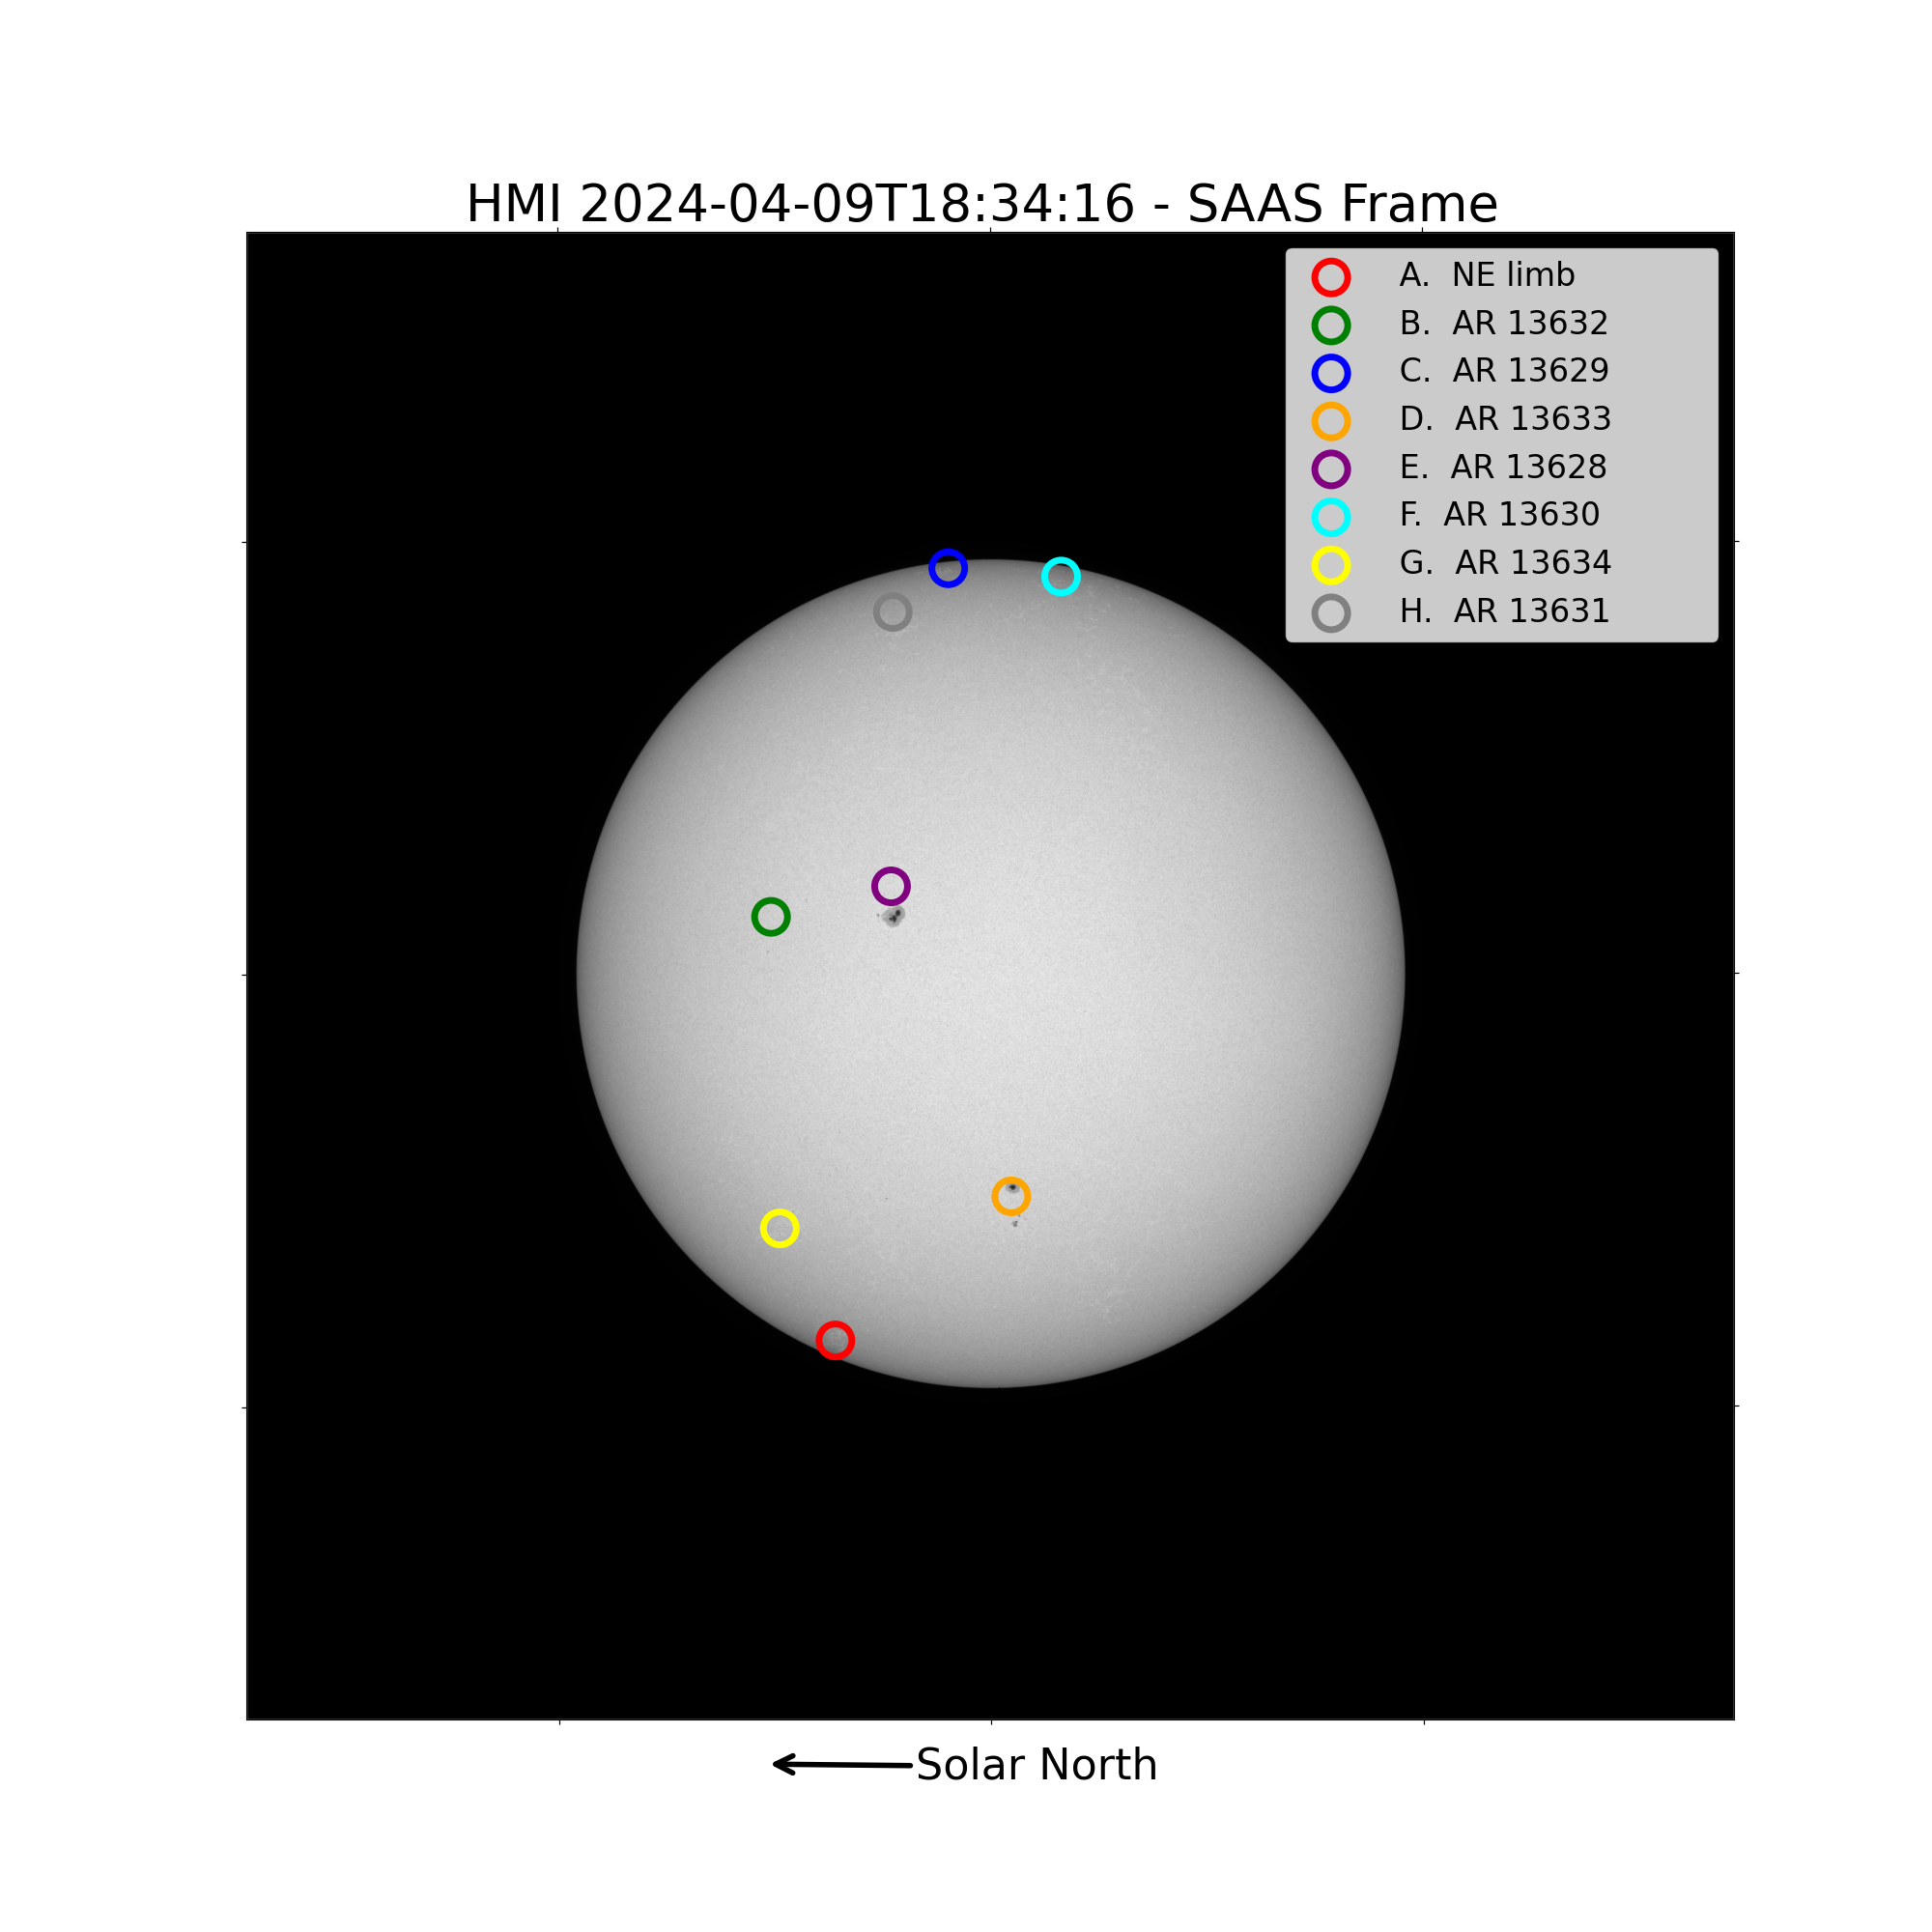 HMI 2024-04-09T18:34:16 - SAAS Frame
A. NE limb
B. AR 13632
C. AR 13629
D. AR 13633
E. AR 13628
F. AR 13630
G. AR 13634
H. AR 13631
Solar North